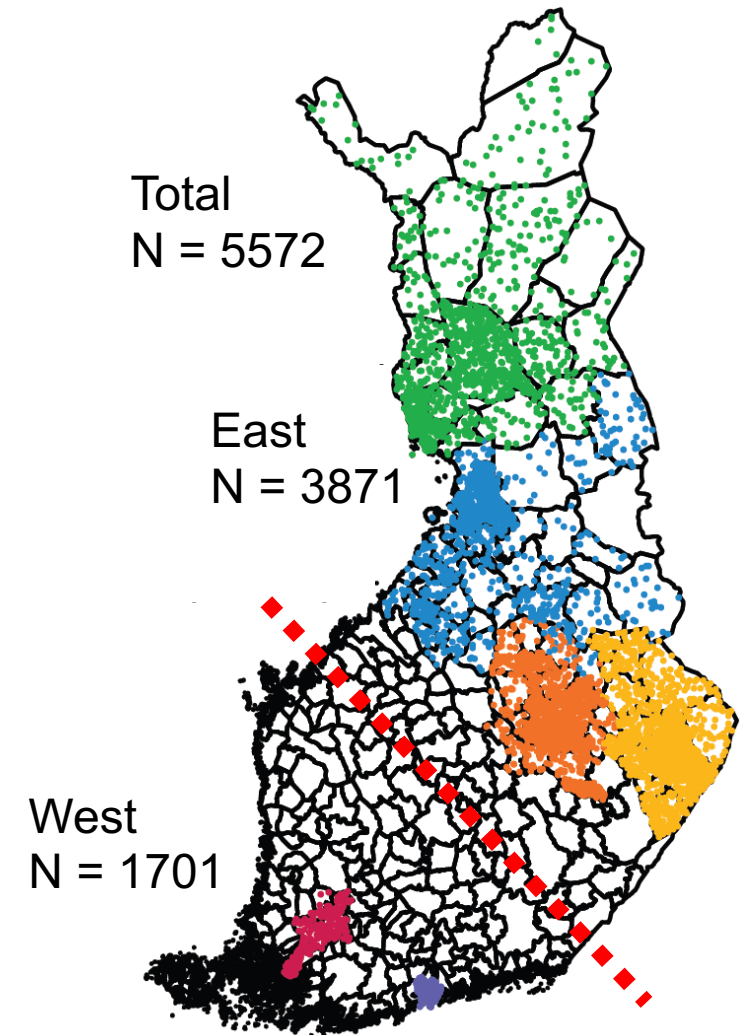 Total
N = 5572
East
N = 3871
West
N = 1701